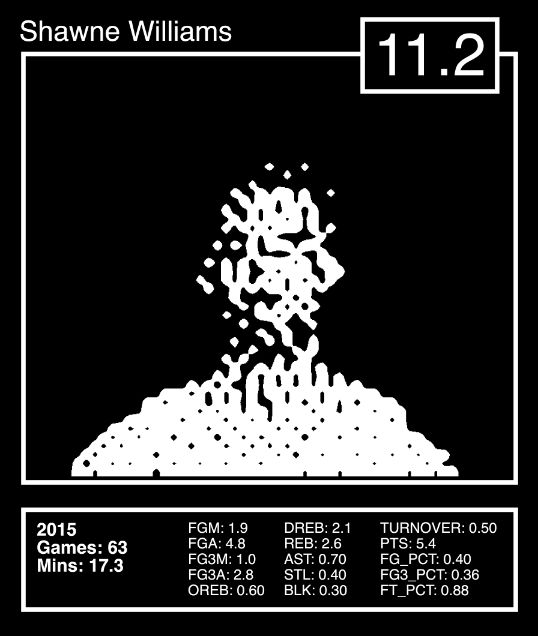 Shawne Williams
11.2
2015
Games: 63
Mins: 17.3
FGM: 1.9
FGA: 4.8
FG3M: 1.0
FG3A: 2.8
OREB: 0.60
DREB: 2.1
REB: 2.6
AST: 0.70
STL: 0.40
BLK: 0.30
TURNOVER: 0.50
PTS: 5.4
FG_PCT: 0.40
FG3_PCT: 0.36
FT_PCT: 0.88